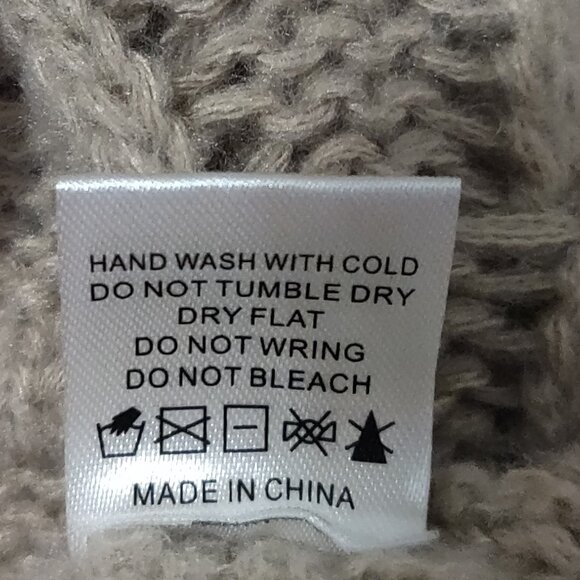 HAND WASH WITH COLD
DO NOT TUMBLE DRY
DRY FLAT
DO NOT WRING
DO NOT BLEACH
MADE IN CHINA